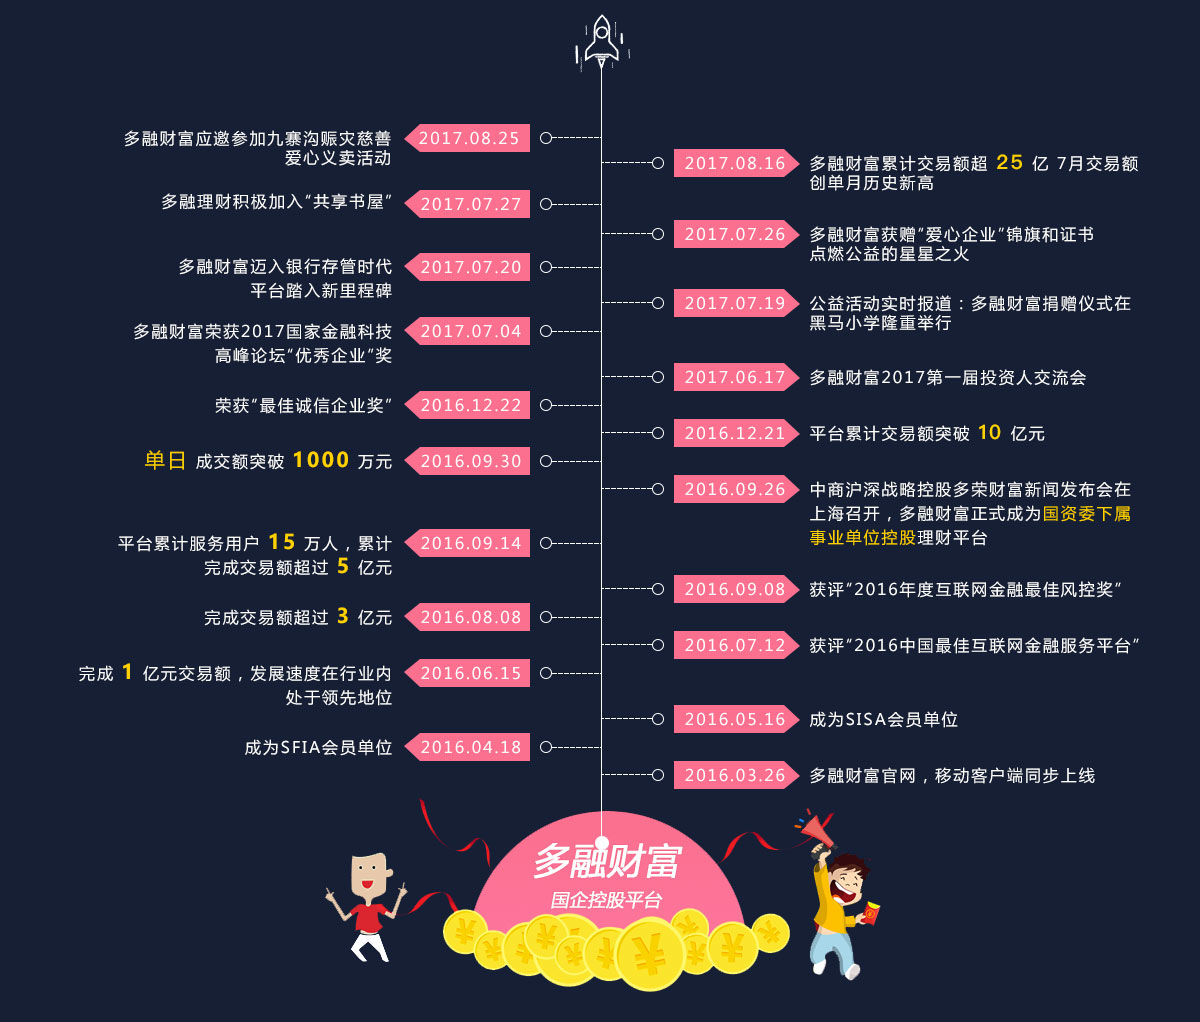 2017.08.25
多融财富应邀参加九寨沟赈灾慈善
爱心义卖活动
2017.08.16
多融财富累计交易额超 25 亿 7月交易额
创单月历史新高
2017.07.27
多融理财积极加入“共享书屋”
2017.07.26
多融财富获赠“爱心企业”锦旗和证书
点燃公益的星星之火
2017.07.20
多融财富迈入银行存管时代
平台踏入新里程碑
2017.07.19
公益活动实时报道：多融财富捐赠仪式在
黑马小学隆重举行
2017.07.04
多融财富荣获2017国家金融科技
高峰论坛“优秀企业”奖
2017.06.17
多融财富2017第一届投资人交流会
2016.12.22
荣获“最佳诚信企业奖”
2016.12.21
平台累计交易额突破 10 亿元
2016.09.30
单日 成交额突破 1000 万元
2016.09.26
中商沪深战略控股多荣财富新闻发布会在
上海召开，多融财富正式成为国资委下属
事业单位控股理财平台
2016.09.14
平台累计服务用户 15 万人，累计
完成交易额超过 5 亿元
2016.09.08
获评“2016年度互联网金融最佳风控奖”
2016.08.08
完成交易额超过 3 亿元
2016.07.12
获评“2016中国最佳互联网金融服务平台”
2016.06.15
完成 1 亿元交易额，发展速度在行业内
处于领先地位
2016.05.16
成为SISA会员单位
2016.04.18
成为SFIA会员单位
2016.03.26
多融财富官网，移动客户端同步上线
多融财富
国企控股平台